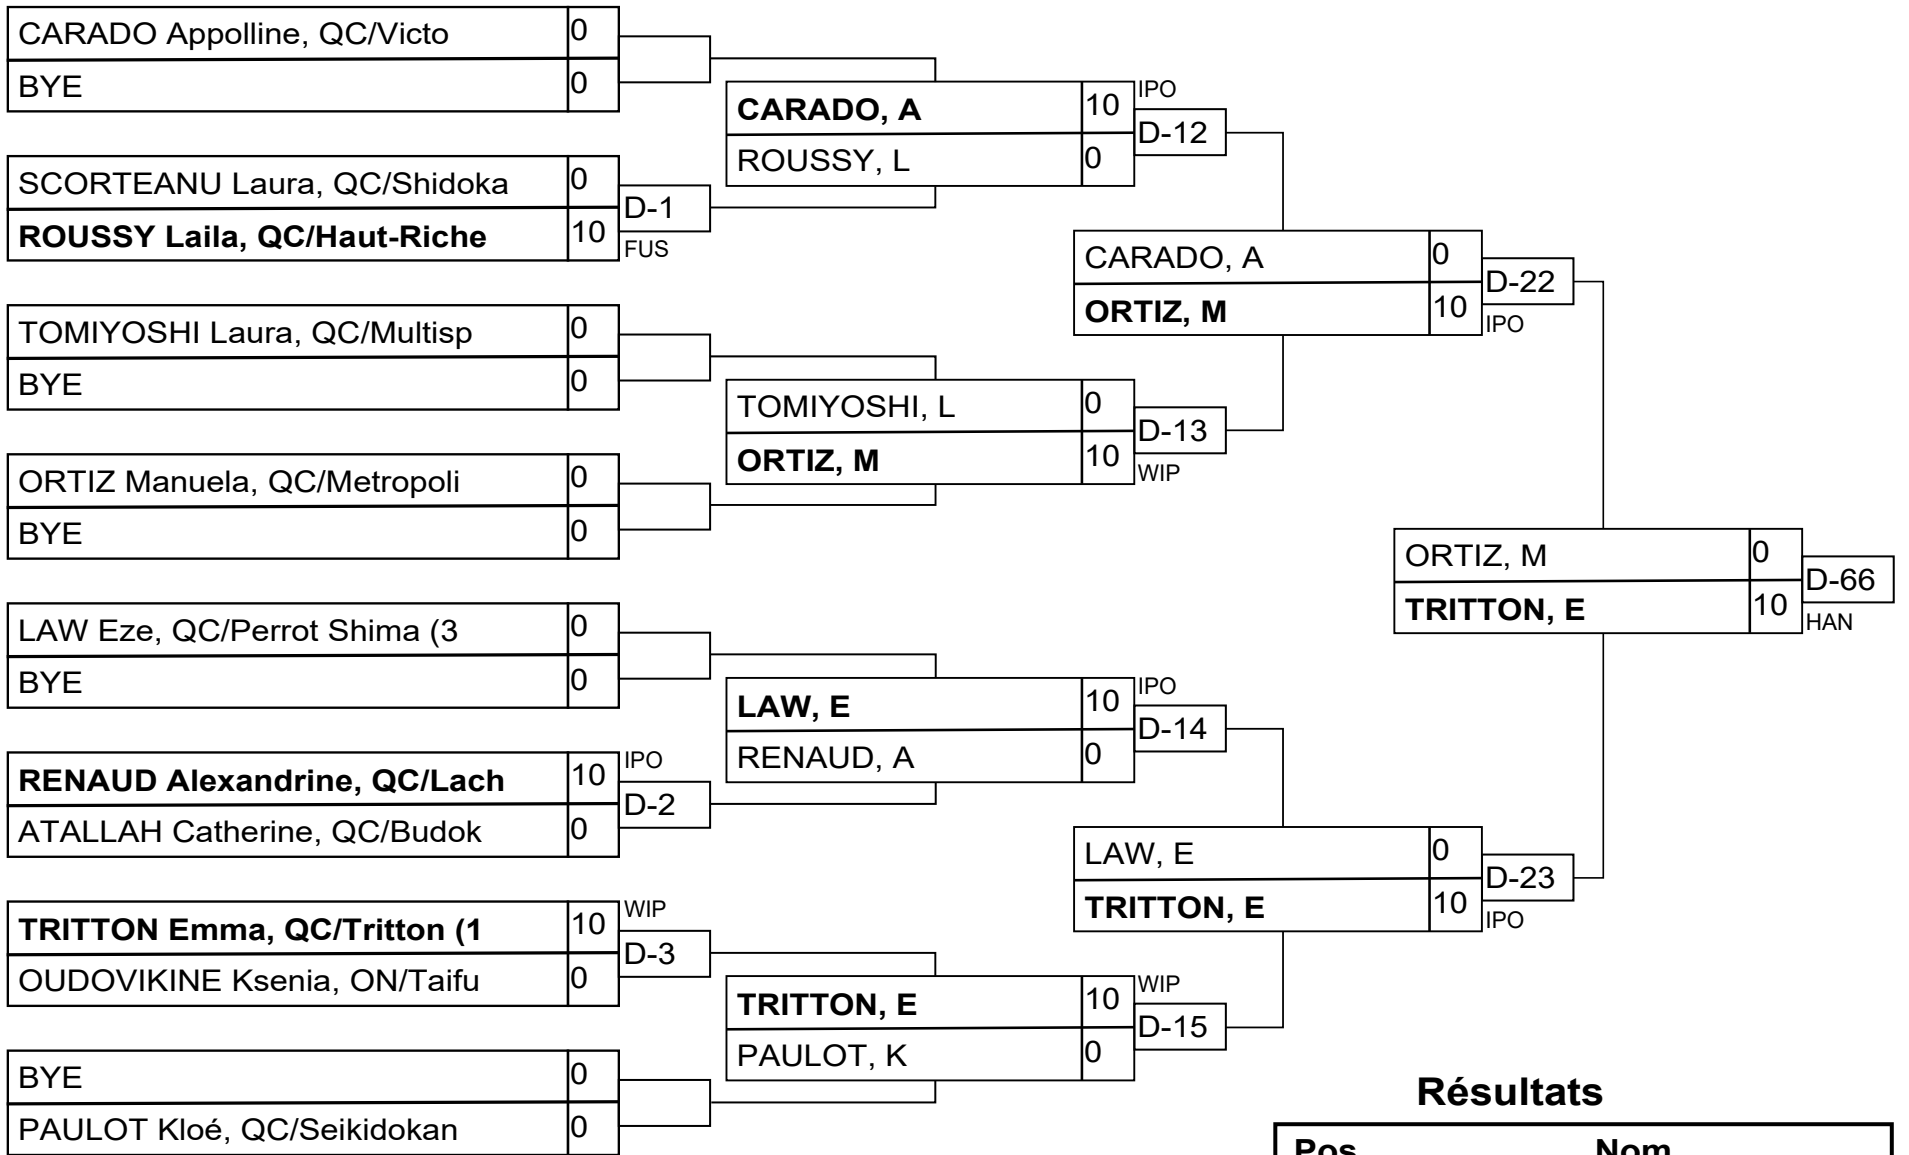 CARADO Appolline, QC/Victo 0
BYE 0
SCORTEANU Laura, QC/Shidoka 0
ROUSSY Laila, QC/Haut-Riche 10
D-1
FUS
TOMIYOSHI Laura, QC/Multisp 0
BYE 0
ORTIZ Manuela, QC/Metropoli 0
BYE 0
LAW Eze, QC/Perrot Shima (3 0
BYE 0
RENAUD Alexandrine, QC/Lach 10
ATALLAH Catherine, QC/Budok 0
IPO
D-2
TRITTON Emma, QC/Tritton (1 10
OUDOVIKINE Ksenia, ON/Taifu 0
WIP
D-3
BYE 0
PAULOT Kloé, QC/Seikidokan 0
CARADO, A 10
ROUSSY, L 0
IPO
D-12
TOMIYOSHI, L 0
ORTIZ, M 10
D-13
WIP
LAW, E 10
RENAUD, A 0
IPO
D-14
TRITTON, E 10
PAULOT, K 0
WIP
D-15
CARADO, A 0
ORTIZ, M 10
D-22
IPO
LAW, E 0
TRITTON, E 10
D-23
IPO
ORTIZ, M 0
TRITTON, E 10
D-66
HAN
Résultats
Pos Nom